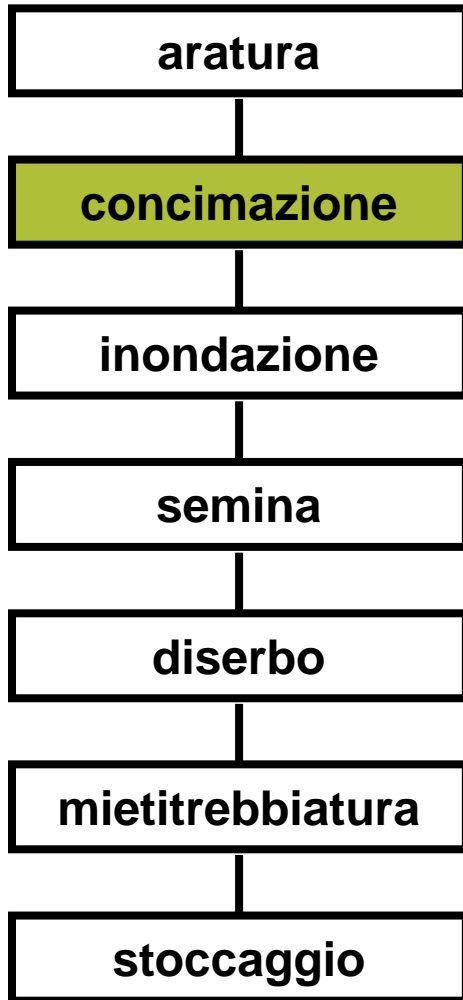 aratura
concimazione
inondazione
semina
diserbo
mietitrebbiatura
stoccaggio